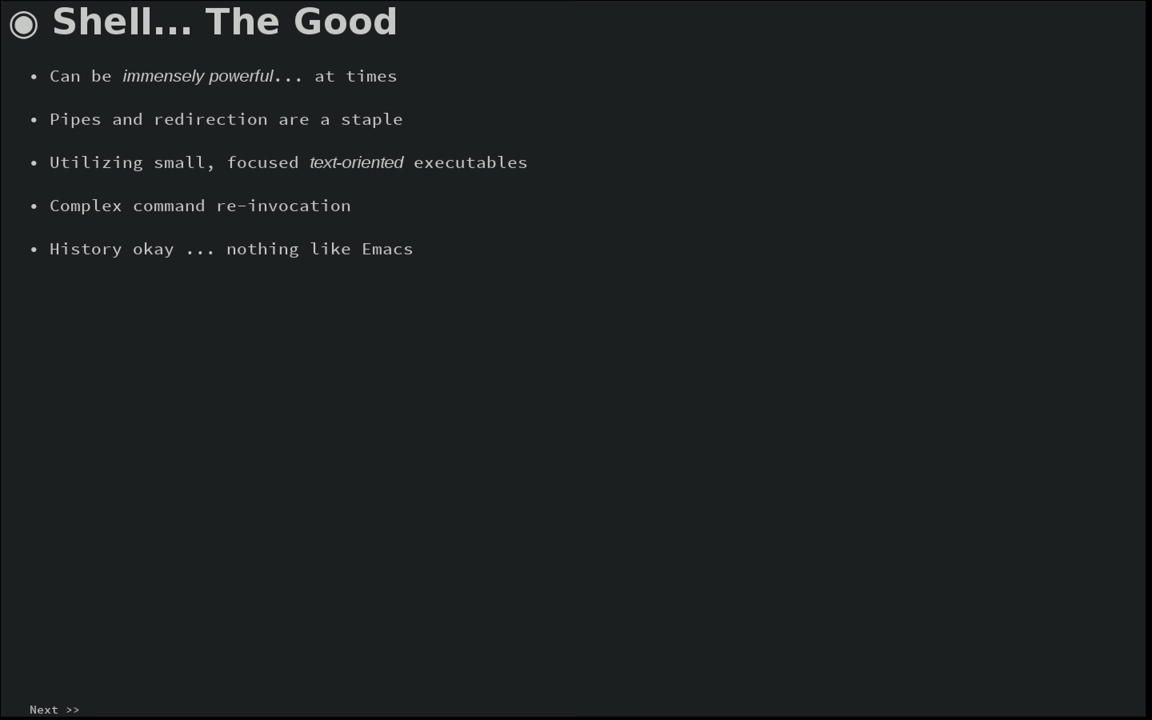 ◉ Shell... The Good
• Can be immensely powerful... at times
• Pipes and redirection are a staple
• Utilizing small, focused text-oriented executables
• Complex command re-invocation
• History okay ... nothing like Emacs
Next >>